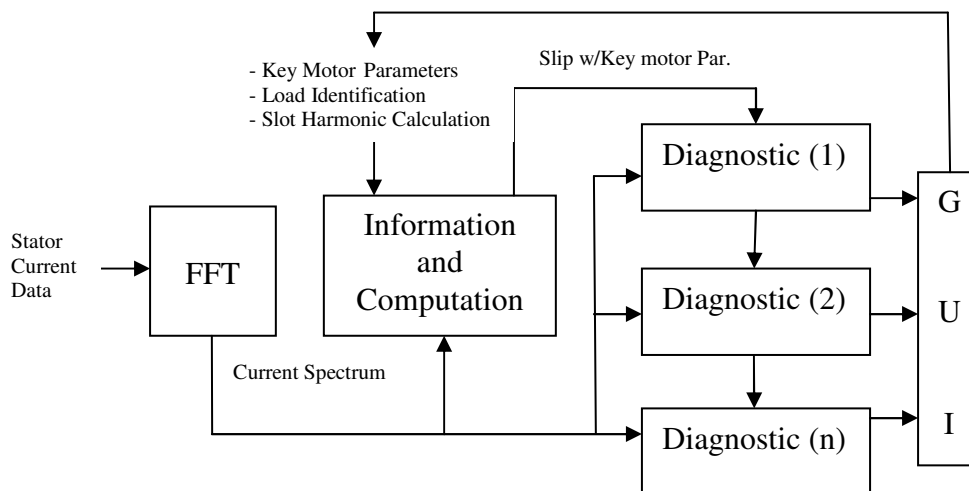 Slip w/Key motor Par.
- Key Motor Parameters
- Load Identification
- Slot Harmonic Calculation
Diagnostic (1)
G
Information
and
Computation
Stator
Current
Data
FFT
Diagnostic (2)
U
Current Spectrum
Diagnostic (n)
I